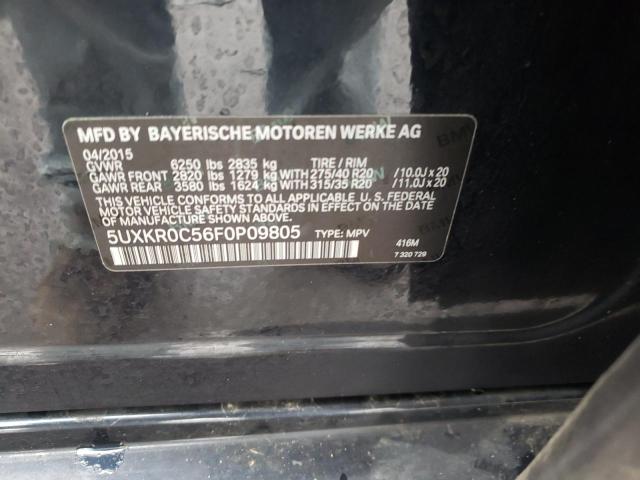 MFD BY BAYERISCHE MOTOREN WERKE AG
04/2015
GVWR 6250 lbs 2835 kg TIRE / RIM
GAWR FRONT 2820 lbs 1279 kg WITH 275/40 R20 /10.0J x 20
GAWR REAR 3580 lbs 1624 kg WITH 315/35 R20 /11.0J x 20
THIS VEHICLE CONFORMS TO ALL APPLICABLE U. S. FEDERAL
MOTOR VEHICLE SAFETY STANDARDS IN EFFECT ON THE
DATE OF MANUFACTURE SHOWN ABOVE.
5UXKR0C56F0P09805 TYPE: MPV
416M
7 320 729